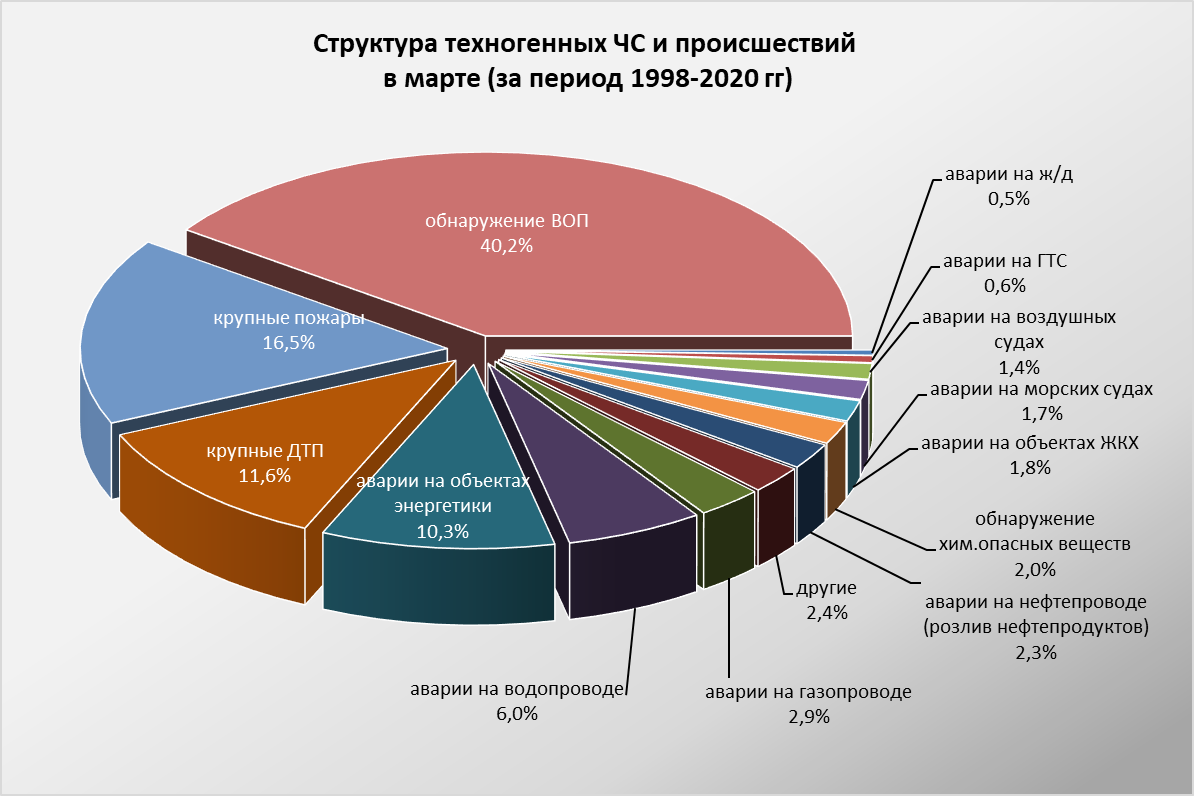 Структура техногенных ЧС и происшествий
в марте (за период 1998-2020 гг)
обнаружение ВОП
40,2%
крупные пожары
16,5%
крупные ДТП
11,6%
аварии на объектах
энергетики
10,3%
аварии на водопроводе
6,0%
аварии на газопроводе
2,9%
другие
2,4%
аварии на нефтепроводе
(розлив нефтепродуктов)
2,3%
обнаружение
хим.опасных веществ
2,0%
аварии на объектах ЖКХ
1,8%
аварии на морских судах
1,7%
аварии на воздушных
судах
1,4%
аварии на ГТС
0,6%
аварии на ж/д
0,5%